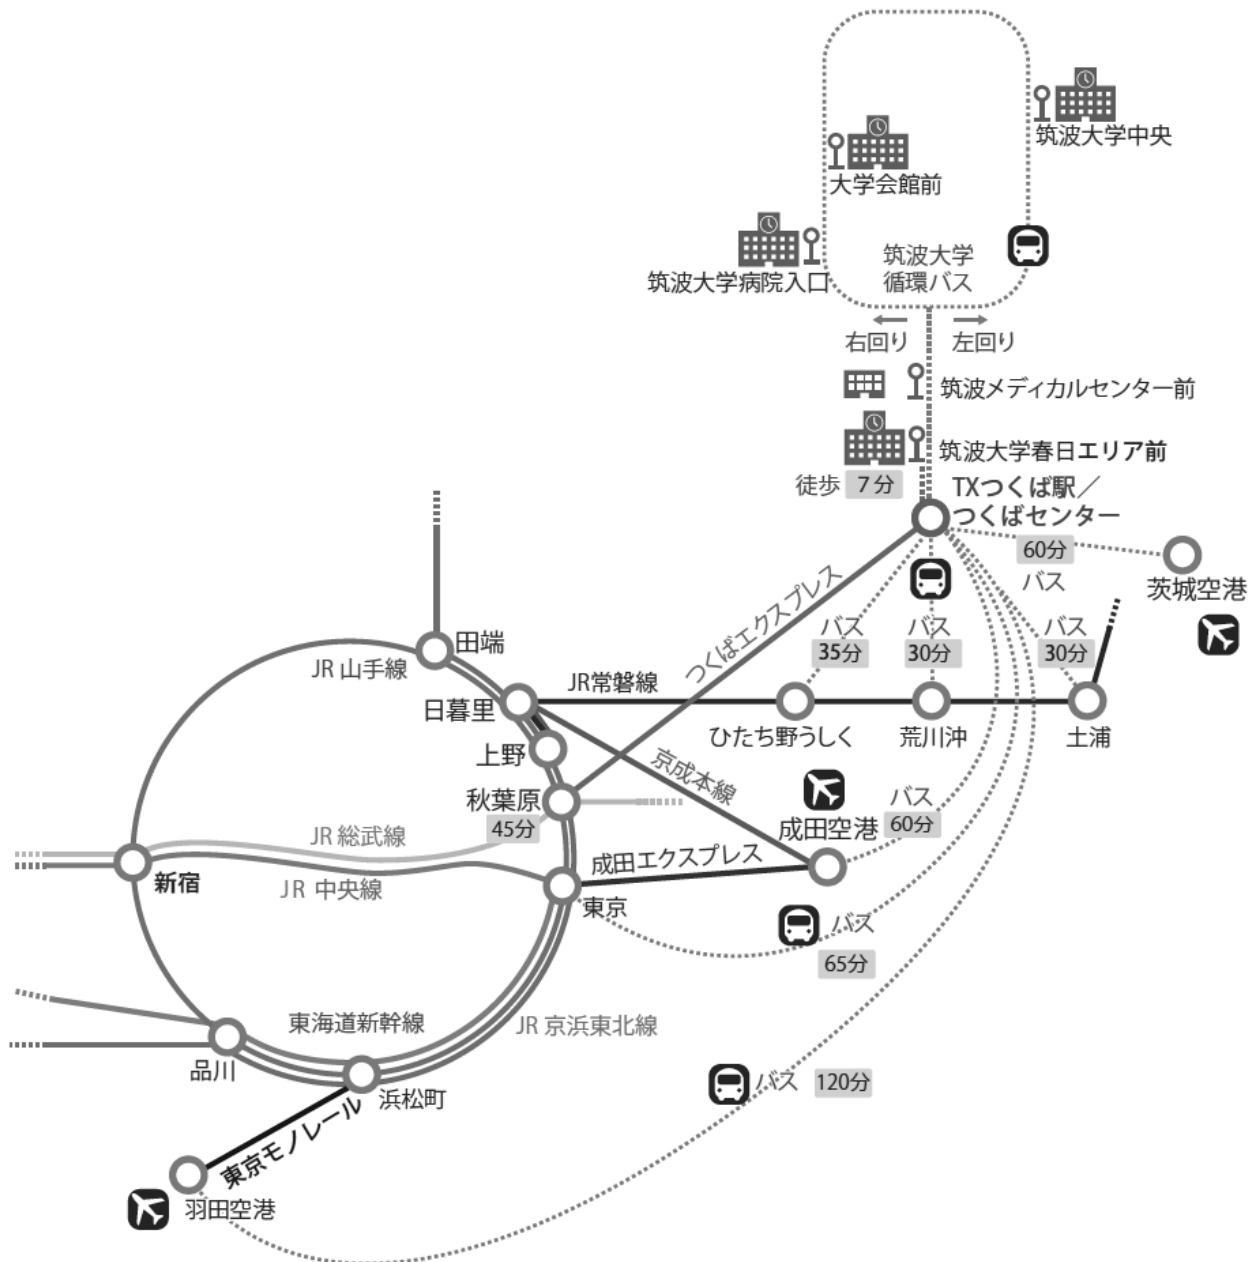 筑波大学中央
大学会館前
筑波大学病院入口
筑波大学
循環バス
右回り
左回り
筑波メディカルセンター前
筑波大学春日エリア前
徒歩
7分
TXつくば駅／
つくばセンター
60分
バス
茨城空港
つくばエクスプレス
バス
35分
バス
30分
バス
30分
田端
JR 山手線
日暮里
JR常磐線
ひたち野うしく
荒川沖
土浦
上野
京成本線
秋葉原
45分
成田空港
バス
60分
JR 総武線
成田エクスプレス
新宿
JR 中央線
東京
バス
65分
東海道新幹線
JR 京浜東北線
品川
浜松町
バス
120分
東京モノレール
羽田空港